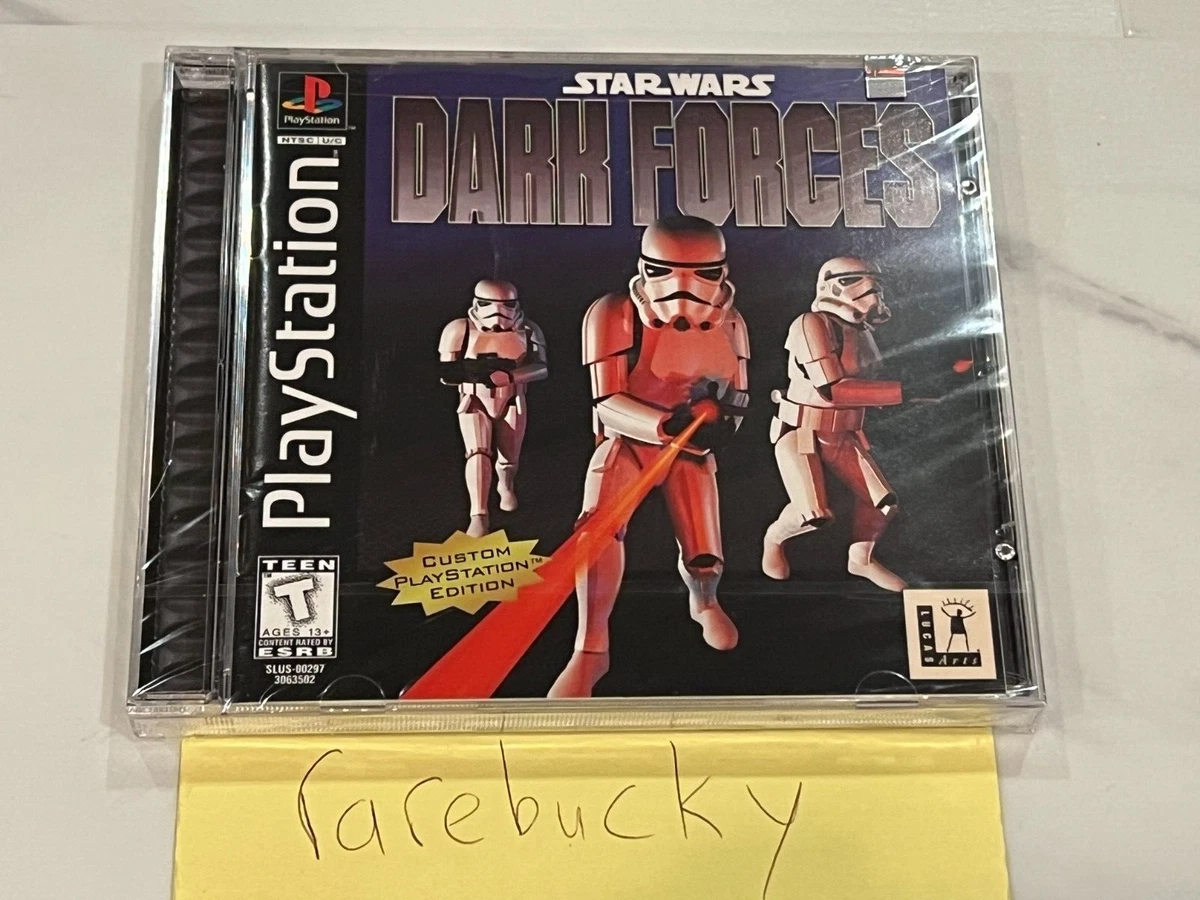 PlayStation
NTSC U/C
PlayStation
STAR WARS
DARK FORCES
CUSTOM
PLAYSTATION™
EDITION
TEEN
T
AGES 13+
CONTENT RATED BY
ESRB
SLUS-00297
3063502
LUCAS
Arts
rarebucky